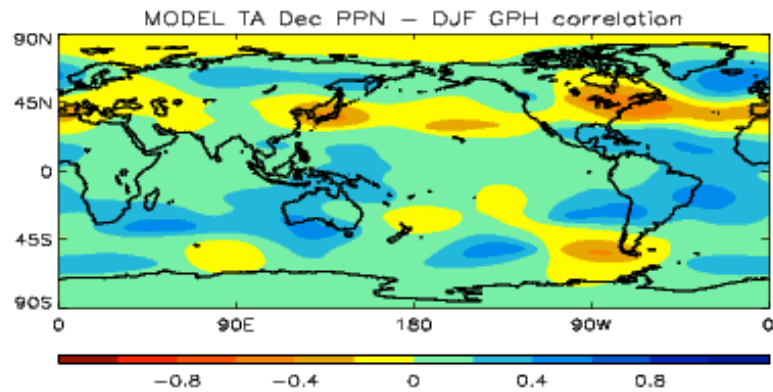 MODEL TA Dec PPN – DJF GPH correlation
90N
45N
0
45S
90S
0 90E 180 90W 0
−0.8 −0.4 0 0.4 0.8